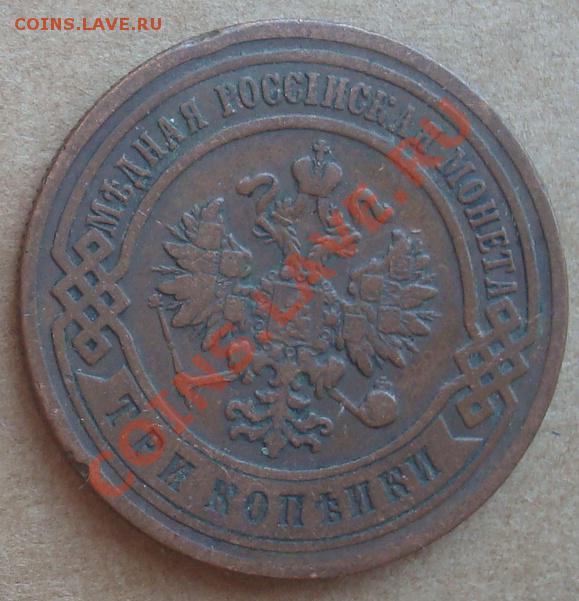 COINS.LAVE.RU
МѢДНАЯ РОССІЙСКАЯ МОНЕТА
COINS.LAVE.RU
ТРИ КОПѢЙКИ